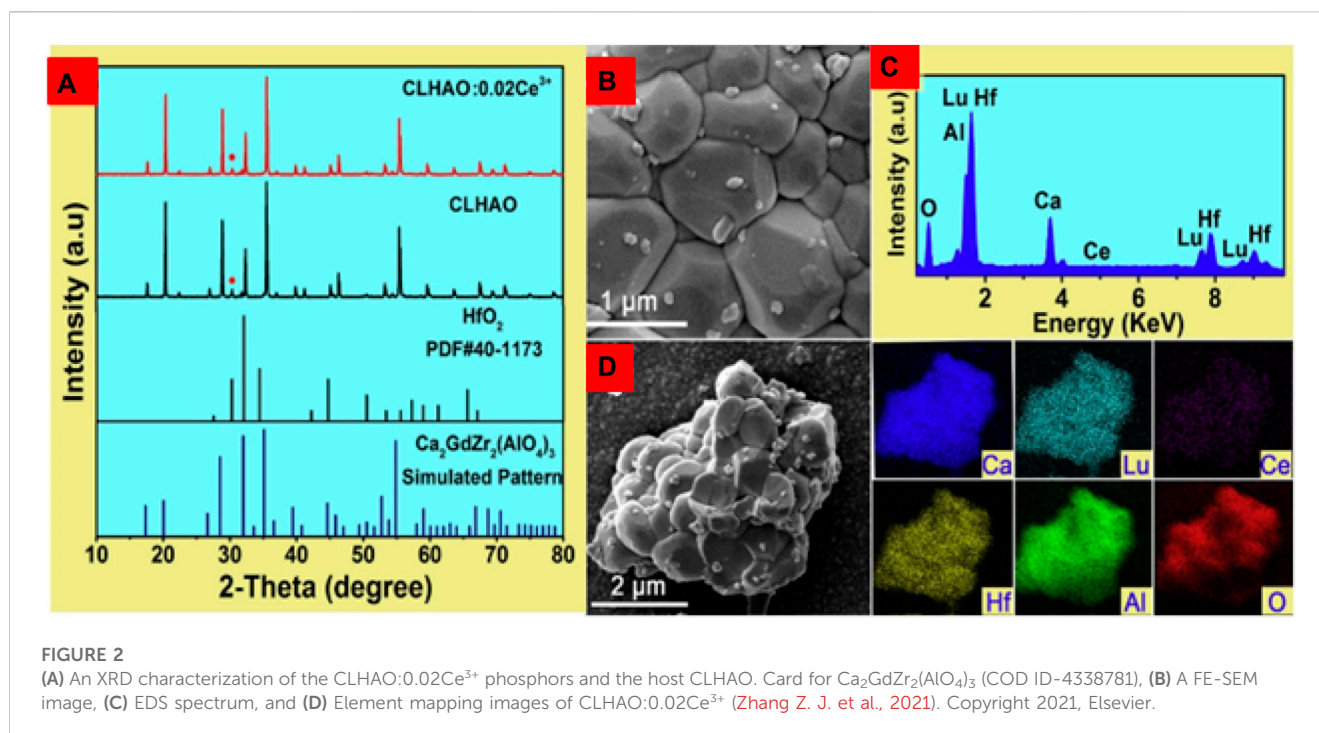 A
CLHAO:0.02Ce³⁺
CLHAO
HfO₂
PDF#40-1173
Ca₂GdZr₂(AlO₄)₃
Simulated Pattern
Intensity (a.u)
10 20 30 40 50 60 70 80
2-Theta (degree)
B
1 µm
C
Intensity (a.u)
Lu Hf
Al
O
Ca
Ce
Lu
Hf
Lu
Hf
2 4 6 8
Energy (KeV)
D
2 µm
Ca Lu Ce
Hf Al O
FIGURE 2
(A) An XRD characterization of the CLHAO:0.02Ce³⁺ phosphors and the host CLHAO. Card for Ca₂GdZr₂(AlO₄)₃ (COD ID-4338781), (B) A FE-SEM
image, (C) EDS spectrum, and (D) Element mapping images of CLHAO:0.02Ce³⁺ (Zhang Z. J. et al., 2021). Copyright 2021, Elsevier.